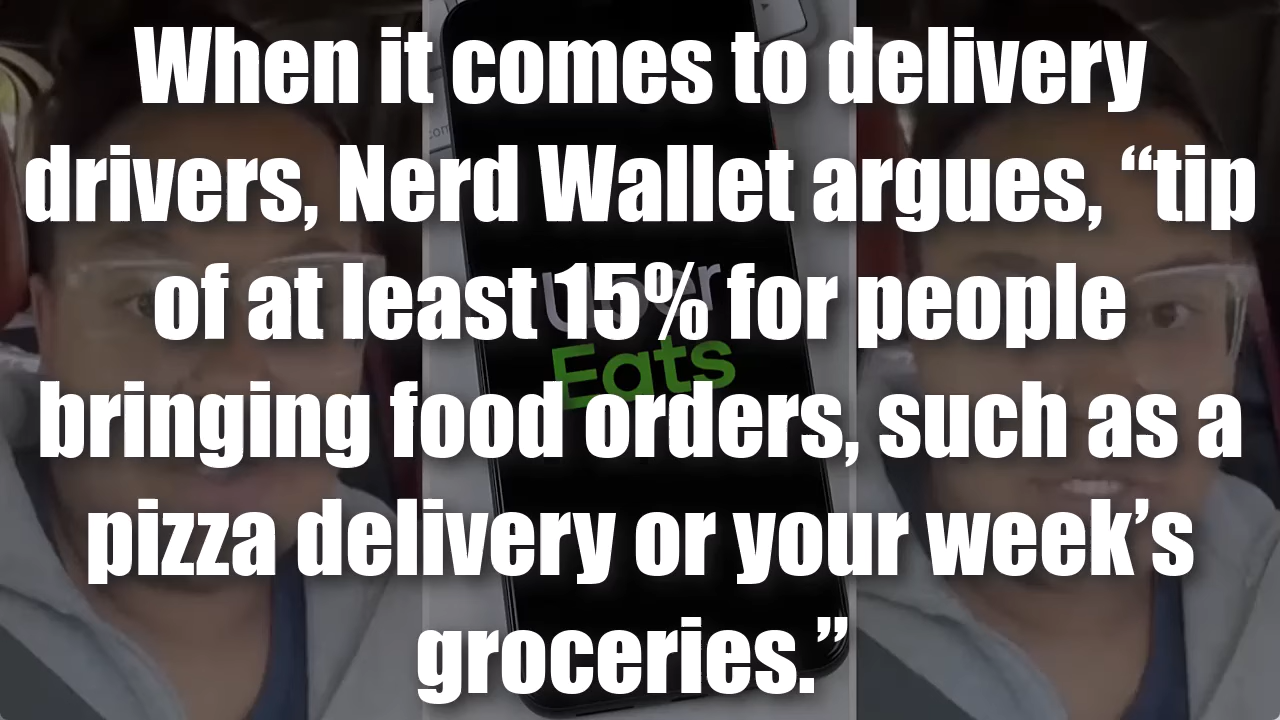 When it comes to delivery
drivers, Nerd Wallet argues, “tip
of at least 15% for people
bringing food orders, such as a
pizza delivery or your week’s
groceries.”
Uber
Eats